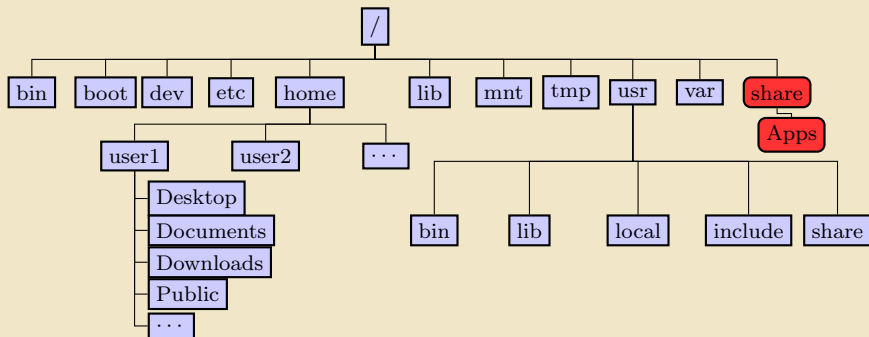 /
bin boot dev etc home lib mnt tmp usr var share
Apps
user1 user2 ...
Desktop
bin lib local include share
Documents
Downloads
Public
...